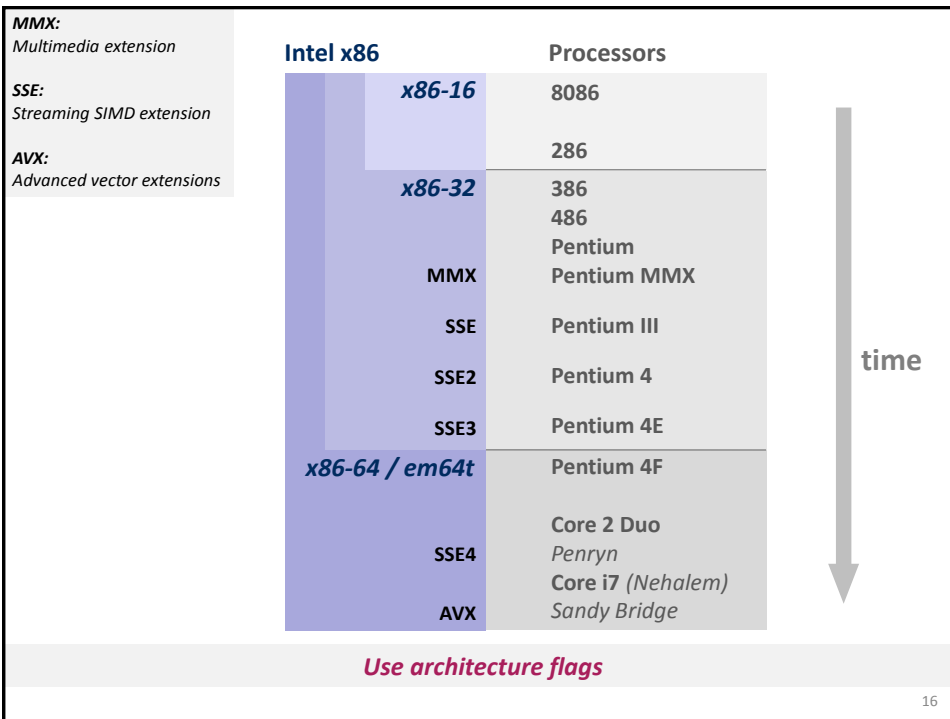 MMX:
Multimedia extension
SSE:
Streaming SIMD extension
AVX:
Advanced vector extensions
Intel x86 Processors
x86-16 8086
286
x86-32 386
486
Pentium
MMX Pentium MMX
SSE Pentium III
SSE2 Pentium 4
SSE3 Pentium 4E
x86-64 / em64t Pentium 4F
Core 2 Duo
SSE4 Penryn
Core i7 (Nehalem)
AVX Sandy Bridge
time
Use architecture flags
16